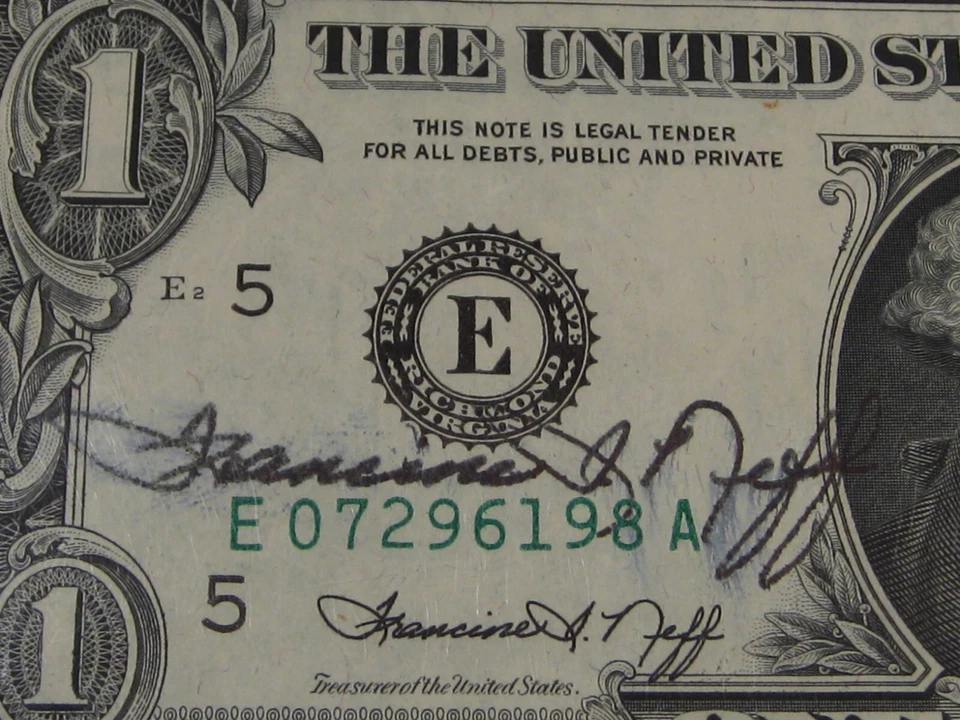 1
THE UNITED ST
THIS NOTE IS LEGAL TENDER
FOR ALL DEBTS, PUBLIC AND PRIVATE
E2 5
FEDERAL RESERVE
BANK OF
E
RICHMOND
VIRGINIA
Francine I. Neff
E 07296198 A
5
1
Francine I. Neff
Treasurer of the United States.